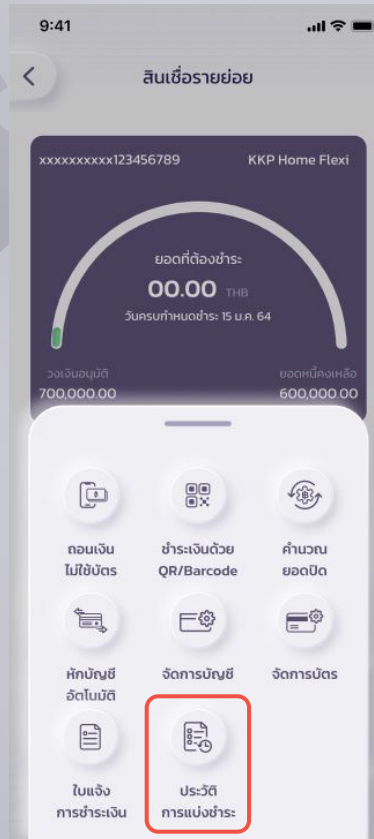 9:41
สินเชื่อรายย่อย
xxxxxxxxxx123456789 KKP Home Flexi
ยอดที่ต้องชำระ
00.00 THB
วันครบกำหนดชำระ 15 ม.ค. 64
วงเงินอนุมัติ ยอดหนี้คงเหลือ
700,000.00 600,000.00
ถอนเงิน ชำระเงินด้วย คำนวณ
ไม่ใช้บัตร QR/Barcode ยอดปิด
หักบัญชี จัดการบัญชี จัดการบัตร
อัตโนมัติ
ใบแจ้ง ประวัติ
การชำระเงิน การแบ่งชำระ